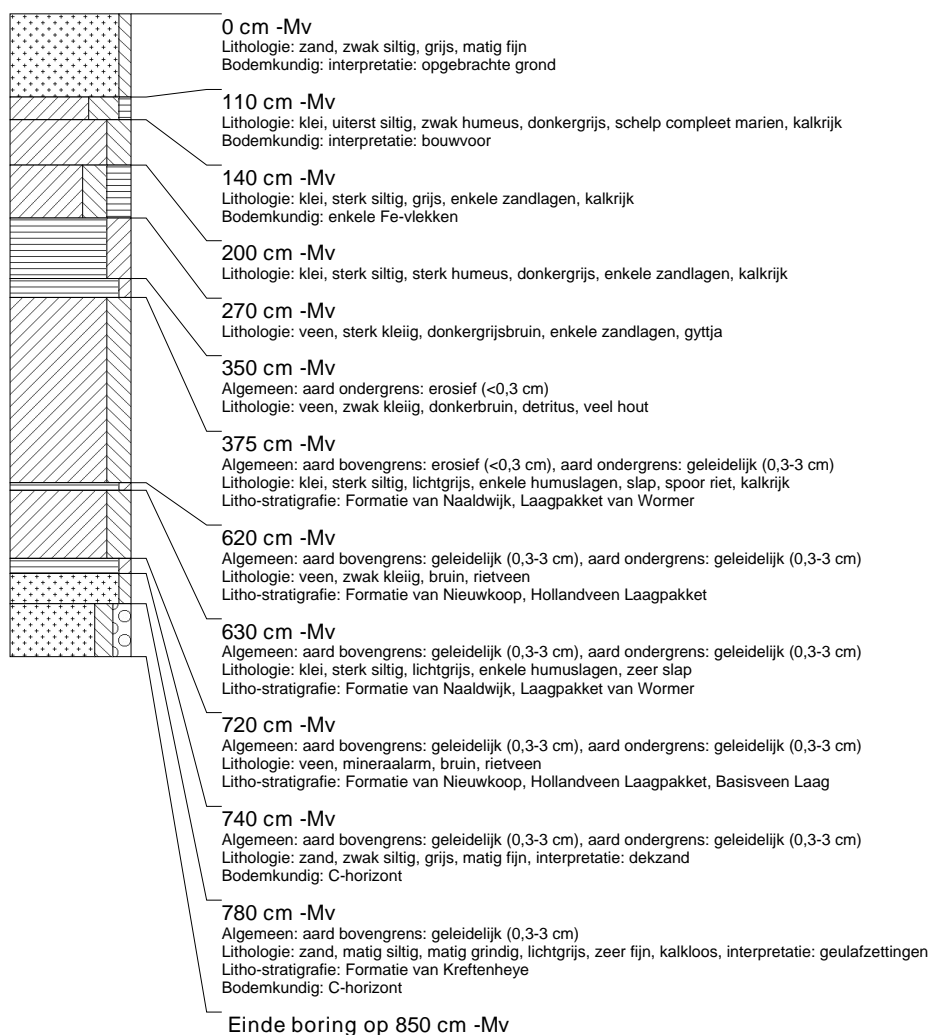 0 cm -Mv
Lithologie: zand, zwak siltig, grijs, matig fijn
Bodemkundig: interpretatie: opgebrachte grond
110 cm -Mv
Lithologie: klei, uiterst siltig, zwak humeus, donkergrijs, schelp compleet marien, kalkrijk
Bodemkundig: interpretatie: bouwvoor
140 cm -Mv
Lithologie: klei, sterk siltig, grijs, enkele zandlagen, kalkrijk
Bodemkundig: enkele Fe-vlekken
200 cm -Mv
Lithologie: klei, sterk siltig, sterk humeus, donkergrijs, enkele zandlagen, kalkrijk
270 cm -Mv
Lithologie: veen, sterk kleiig, donkergrijsbruin, enkele zandlagen, gyttja
350 cm -Mv
Algemeen: aard ondergrens: erosief (<0,3 cm)
Lithologie: veen, zwak kleiig, donkerbruin, detritus, veel hout
375 cm -Mv
Algemeen: aard bovengrens: erosief (<0,3 cm), aard ondergrens: geleidelijk (0,3-3 cm)
Lithologie: klei, sterk siltig, lichtgrijs, enkele humuslagen, slap, spoor riet, kalkrijk
Litho-stratigrafie: Formatie van Naaldwijk, Laagpakket van Wormer
620 cm -Mv
Algemeen: aard bovengrens: geleidelijk (0,3-3 cm), aard ondergrens: geleidelijk (0,3-3 cm)
Lithologie: veen, zwak kleiig, bruin, rietveen
Litho-stratigrafie: Formatie van Nieuwkoop, Hollandveen Laagpakket
630 cm -Mv
Algemeen: aard bovengrens: geleidelijk (0,3-3 cm), aard ondergrens: geleidelijk (0,3-3 cm)
Lithologie: klei, sterk siltig, lichtgrijs, enkele humuslagen, zeer slap
Litho-stratigrafie: Formatie van Naaldwijk, Laagpakket van Wormer
720 cm -Mv
Algemeen: aard bovengrens: geleidelijk (0,3-3 cm), aard ondergrens: geleidelijk (0,3-3 cm)
Lithologie: veen, mineraalarm, bruin, rietveen
Litho-stratigrafie: Formatie van Nieuwkoop, Hollandveen Laagpakket, Basisveen Laag
740 cm -Mv
Algemeen: aard bovengrens: geleidelijk (0,3-3 cm), aard ondergrens: geleidelijk (0,3-3 cm)
Lithologie: zand, zwak siltig, grijs, matig fijn, interpretatie: dekzand
Bodemkundig: C-horizont
780 cm -Mv
Algemeen: aard bovengrens: geleidelijk (0,3-3 cm)
Lithologie: zand, matig siltig, matig grindig, lichtgrijs, zeer fijn, kalkloos, interpretatie: geulafzettingen
Litho-stratigrafie: Formatie van Kreftenheye
Bodemkundig: C-horizont
Einde boring op 850 cm -Mv